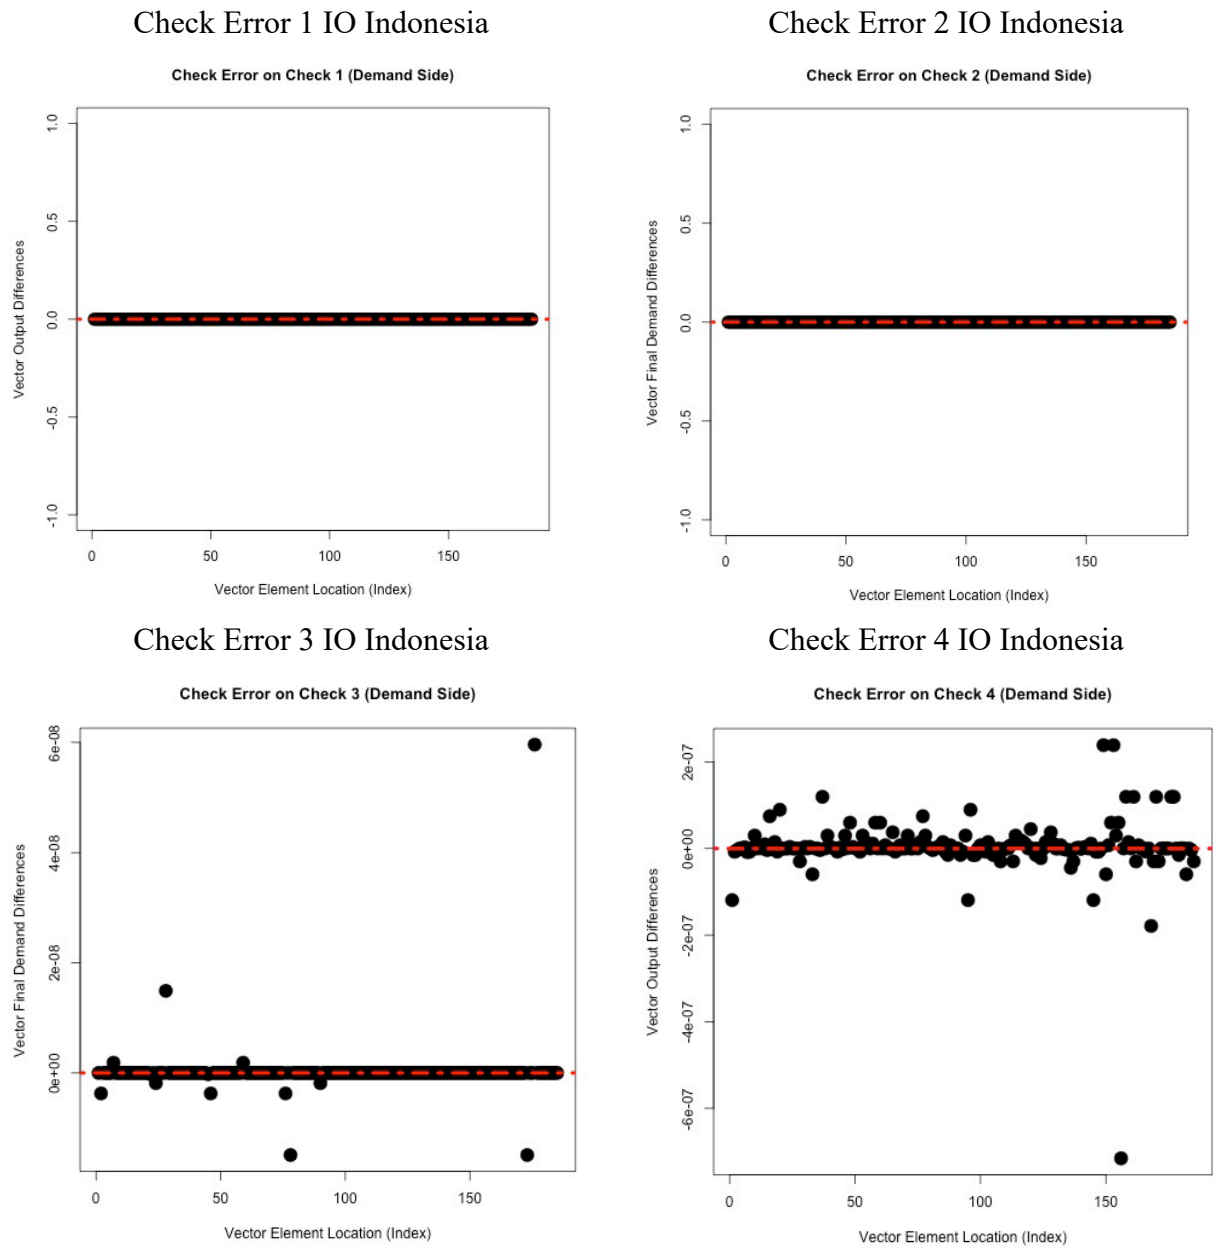 Check Error 1 IO Indonesia
Check Error on Check 1 (Demand Side)
Vector Output Differences
1.0
0.5
0.0
-0.5
-1.0
0 50 100 150
Vector Element Location (Index)
Check Error 2 IO Indonesia
Check Error on Check 2 (Demand Side)
Vector Final Demand Differences
1.0
0.5
0.0
-0.5
-1.0
0 50 100 150
Vector Element Location (Index)
Check Error 3 IO Indonesia
Check Error on Check 3 (Demand Side)
Vector Final Demand Differences
6e-08
4e-08
2e-08
0e+00
0 50 100 150
Vector Element Location (Index)
Check Error 4 IO Indonesia
Check Error on Check 4 (Demand Side)
Vector Output Differences
2e-07
0e+00
-2e-07
-4e-07
-6e-07
0 50 100 150
Vector Element Location (Index)